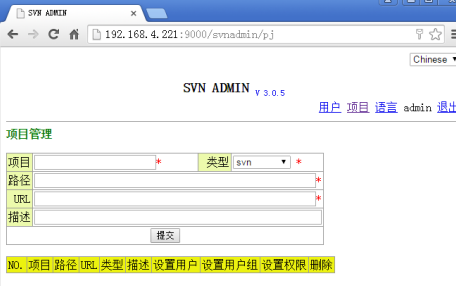 SVN ADMIN
192.168.4.221:9000/svnadmin/pj
Chinese
SVN ADMIN V 3.0.5
用户 项目 语言 admin 退出
项目管理
项目 * 类型 svn *
路径 *
URL *
描述
提交
NO. 项目 路径 URL 类型 描述 设置用户 设置用户组 设置权限 删除